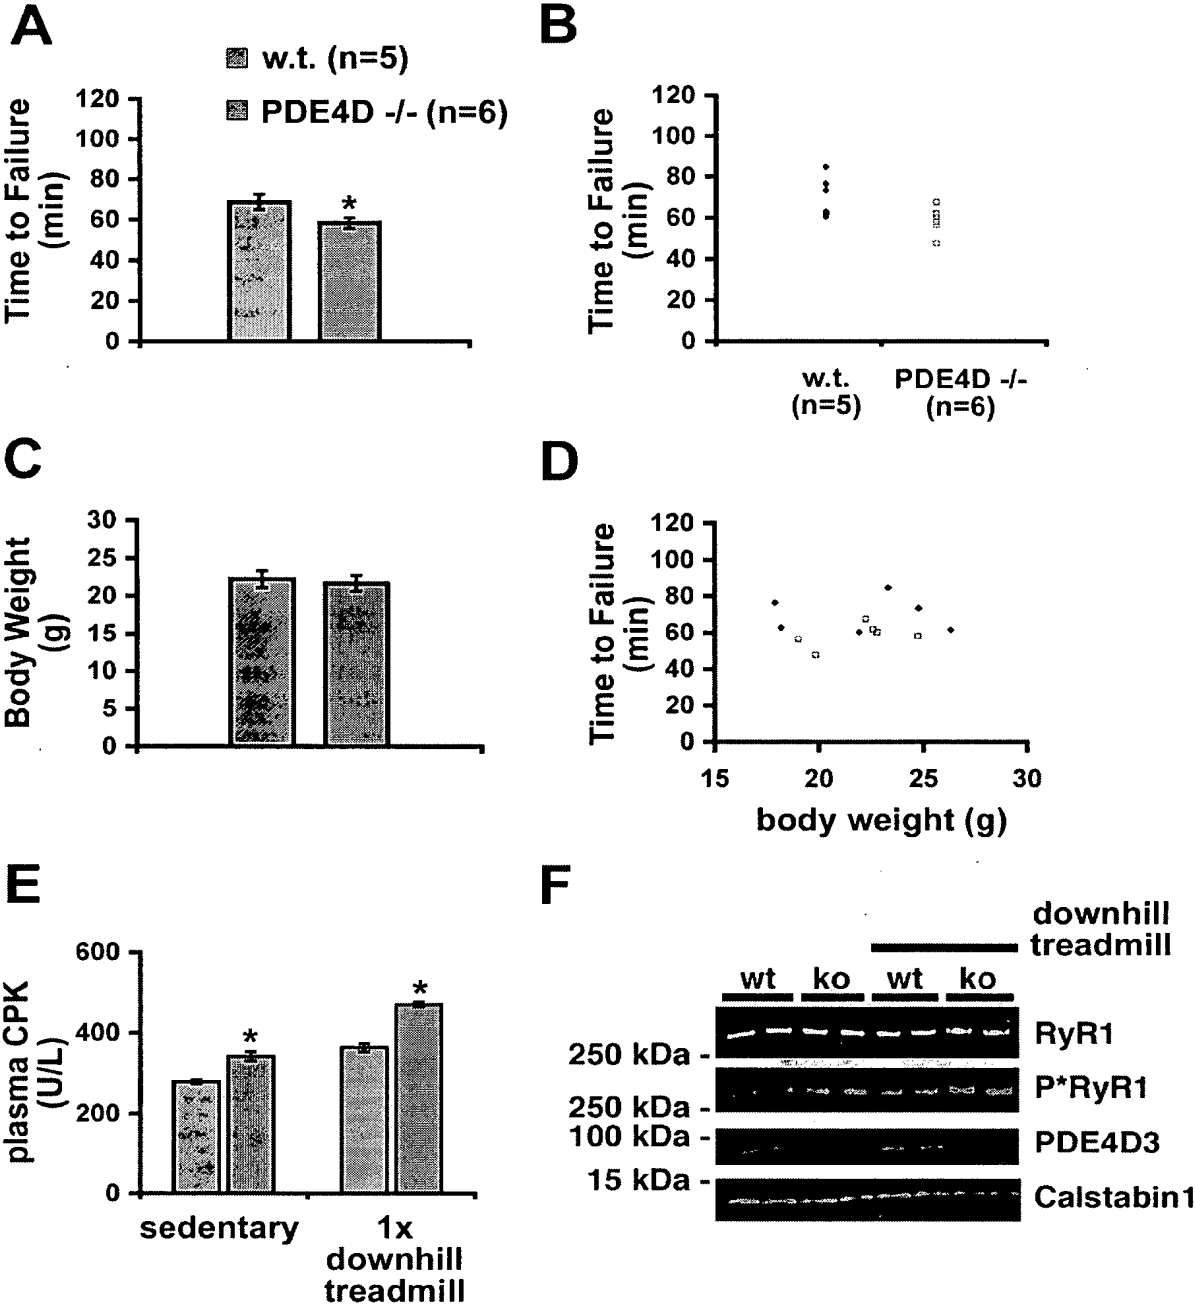 A
w.t. (n=5)
PDE4D -/- (n=6)
Time to Failure
(min)
120
100
80
60
40
20
0
*
B
Time to Failure
(min)
120
100
80
60
40
20
0
w.t.
(n=5)
PDE4D -/-
(n=6)
C
Body Weight
(g)
30
25
20
15
10
5
0
D
Time to Failure
(min)
120
100
80
60
40
20
0
15 20 25 30
body weight (g)
E
plasma CPK
(U/L)
600
400
200
0
*
*
sedentary
1x
downhill
treadmill
F
downhill
treadmill
wt ko wt ko
RyR1
250 kDa -
P*RyR1
250 kDa -
100 kDa -
PDE4D3
15 kDa -
Calstabin1